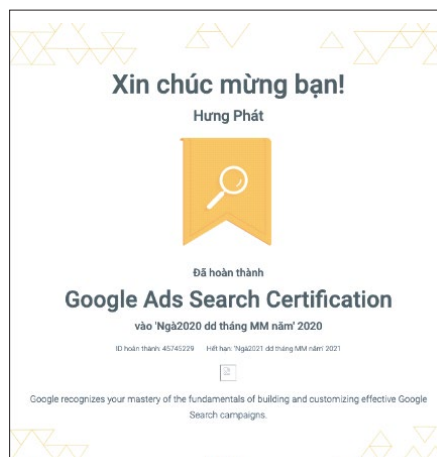 Xin chúc mừng bạn!
Hưng Phát
Đã hoàn thành
Google Ads Search Certification
vào 'Ngà2020 dd tháng MM năm' 2020
ID hoàn thành: 45745229 Hết hạn: 'Ngà2021 dd tháng MM năm' 2021
Google recognizes your mastery of the fundamentals of building and customizing effective Google
Search campaigns.